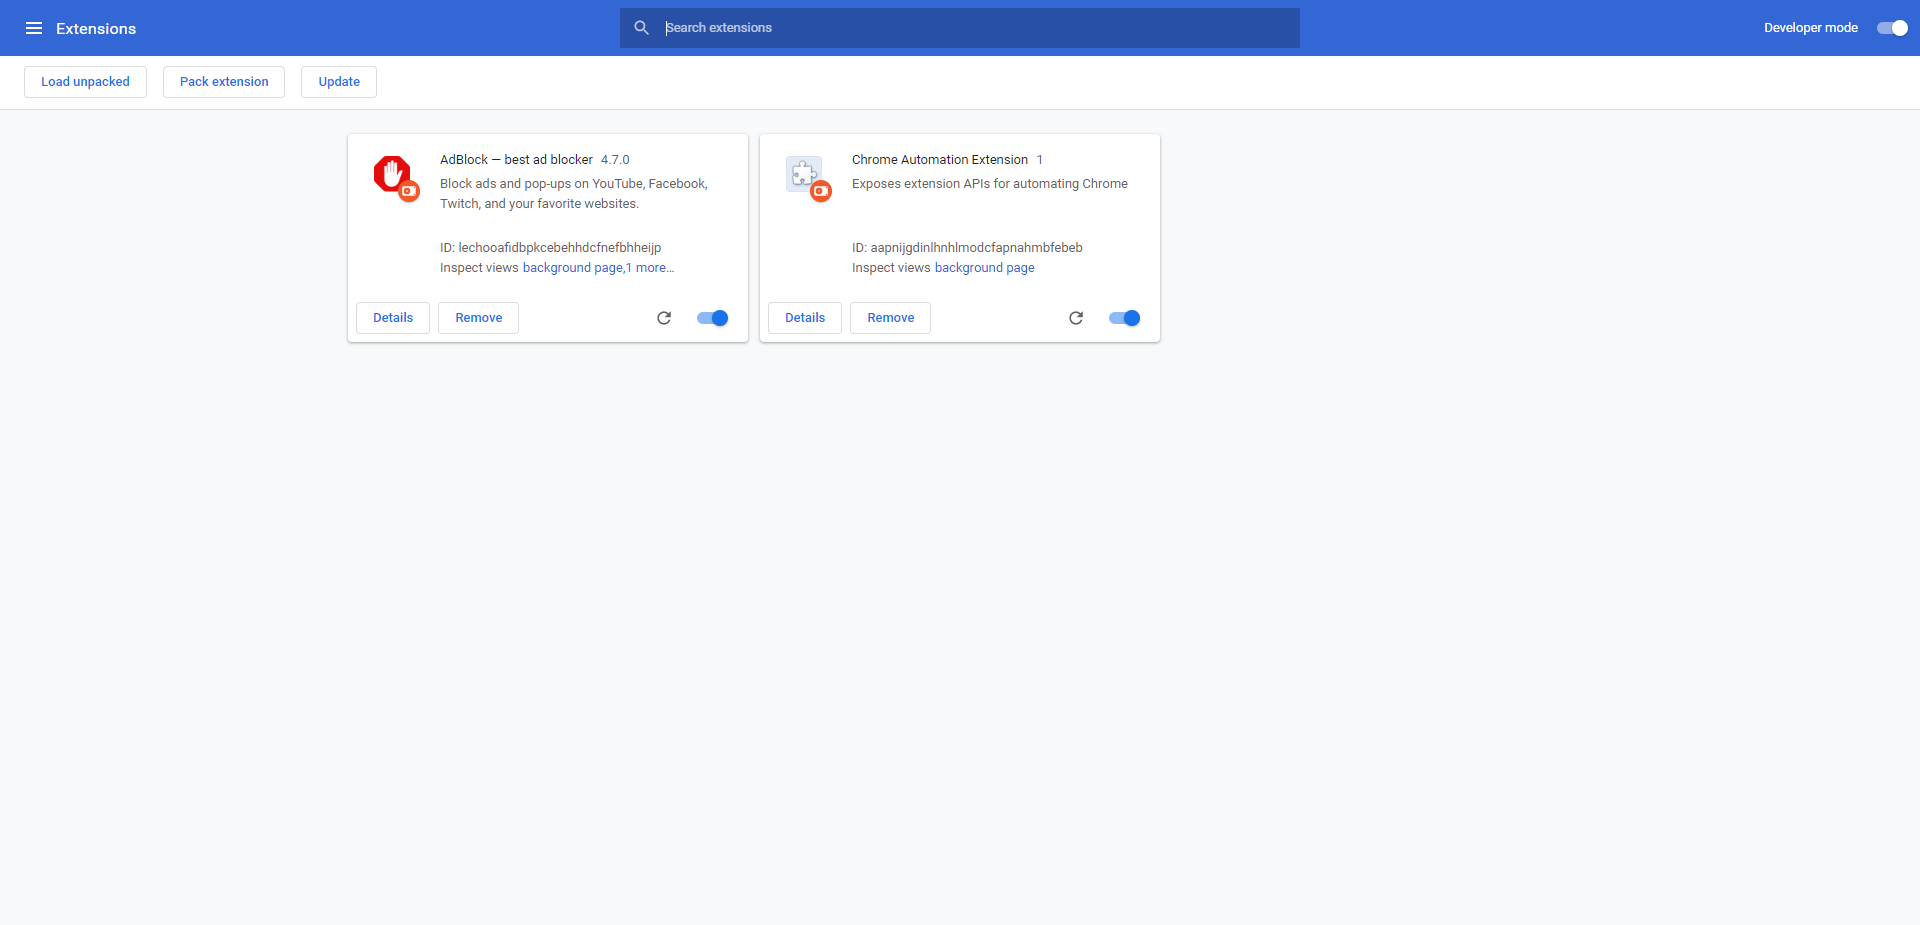 Extensions
Search extensions
Developer mode
Load unpacked
Pack extension
Update
AdBlock — best ad blocker 4.7.0
Block ads and pop-ups on YouTube, Facebook,
Twitch, and your favorite websites.
ID: lechooafidbpkcebehhdcfnefbhheijp
Inspect views background page,1 more...
Details
Remove
Chrome Automation Extension 1
Exposes extension APIs for automating Chrome
ID: aapnijgdinlhnhlmodcfapnahmbfebeb
Inspect views background page
Details
Remove